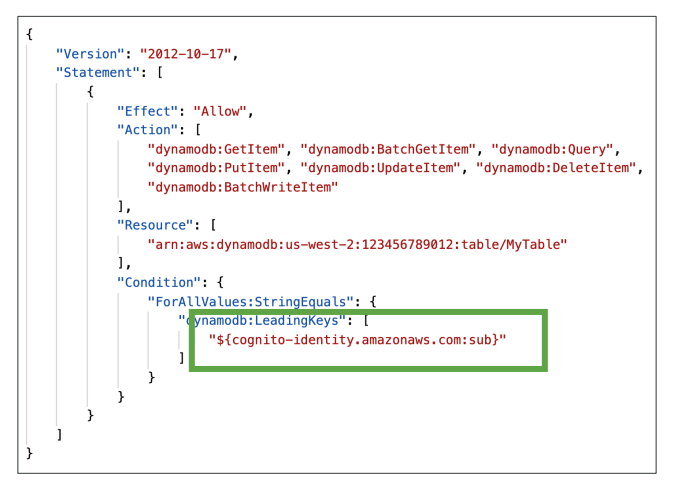 {
    "Version": "2012-10-17",
    "Statement": [
        {
            "Effect": "Allow",
            "Action": [
                "dynamodb:GetItem", "dynamodb:BatchGetItem", "dynamodb:Query",
                "dynamodb:PutItem", "dynamodb:UpdateItem", "dynamodb:DeleteItem",
                "dynamodb:BatchWriteItem"
            ],
            "Resource": [
                "arn:aws:dynamodb:us-west-2:123456789012:table/MyTable"
            ],
            "Condition": {
                "ForAllValues:StringEquals": {
                    "dynamodb:LeadingKeys": [
                        "${cognito-identity.amazonaws.com:sub}"
                    ]
                }
            }
        }
    ]
}